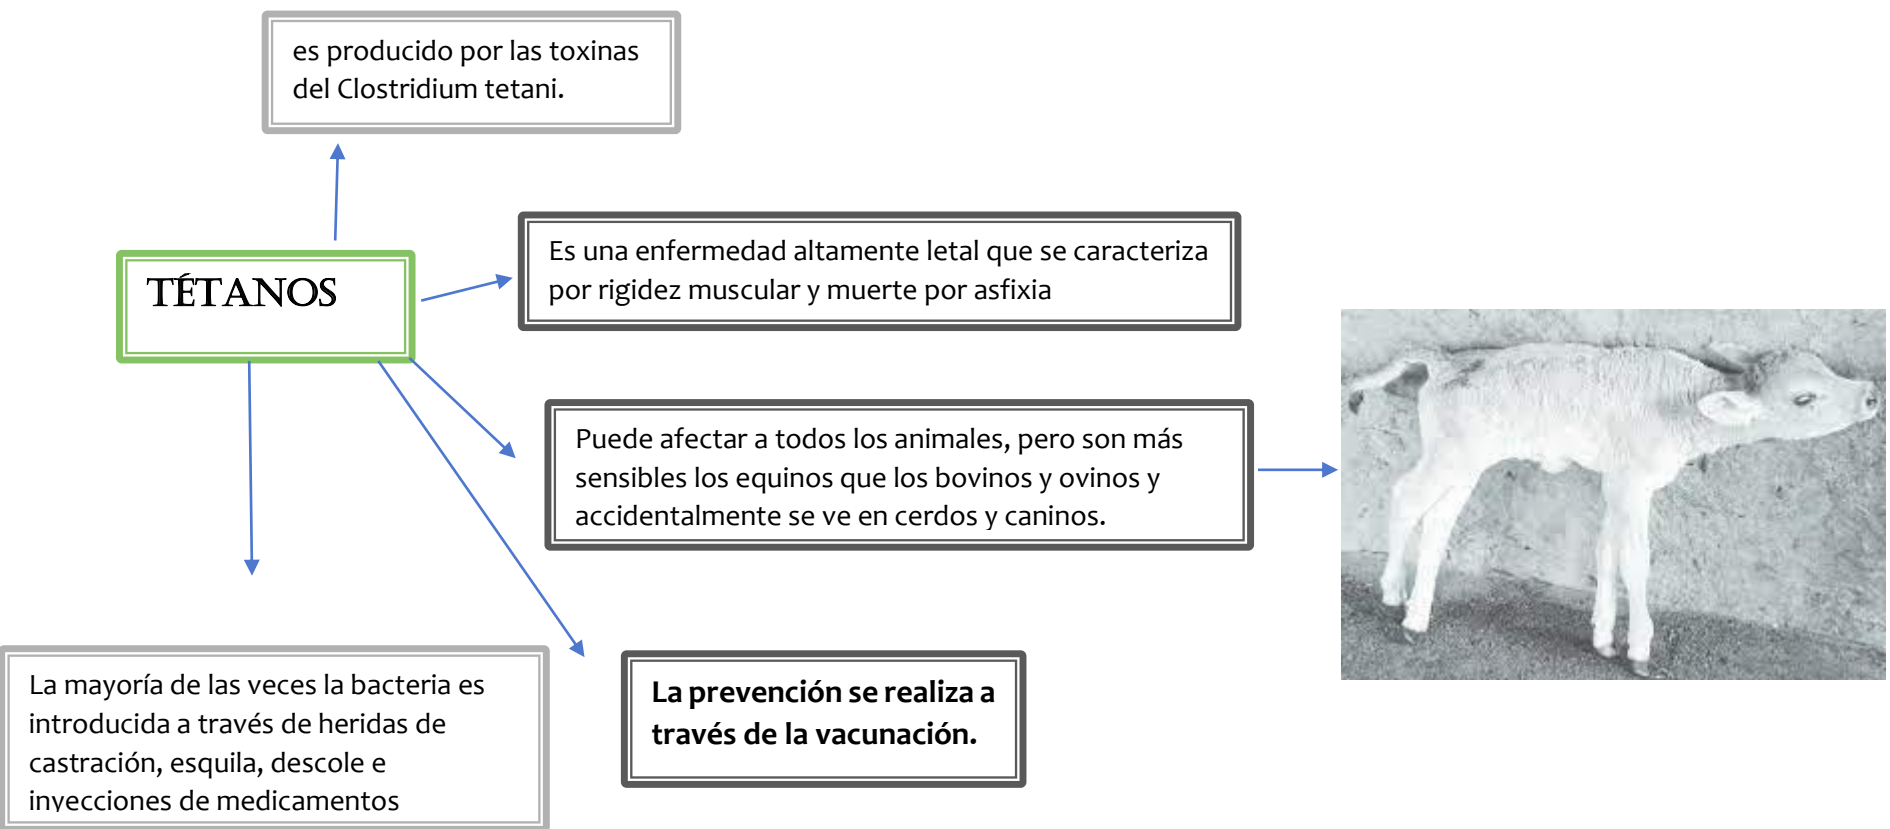 es producido por las toxinas
del Clostridium tetani.
TÉTANOS
Es una enfermedad altamente letal que se caracteriza
por rigidez muscular y muerte por asfixia
Puede afectar a todos los animales, pero son más
sensibles los equinos que los bovinos y ovinos y
accidentalmente se ve en cerdos y caninos.
La mayoría de las veces la bacteria es
introducida a través de heridas de
castración, esquila, descole e
inyecciones de medicamentos
La prevención se realiza a
través de la vacunación.